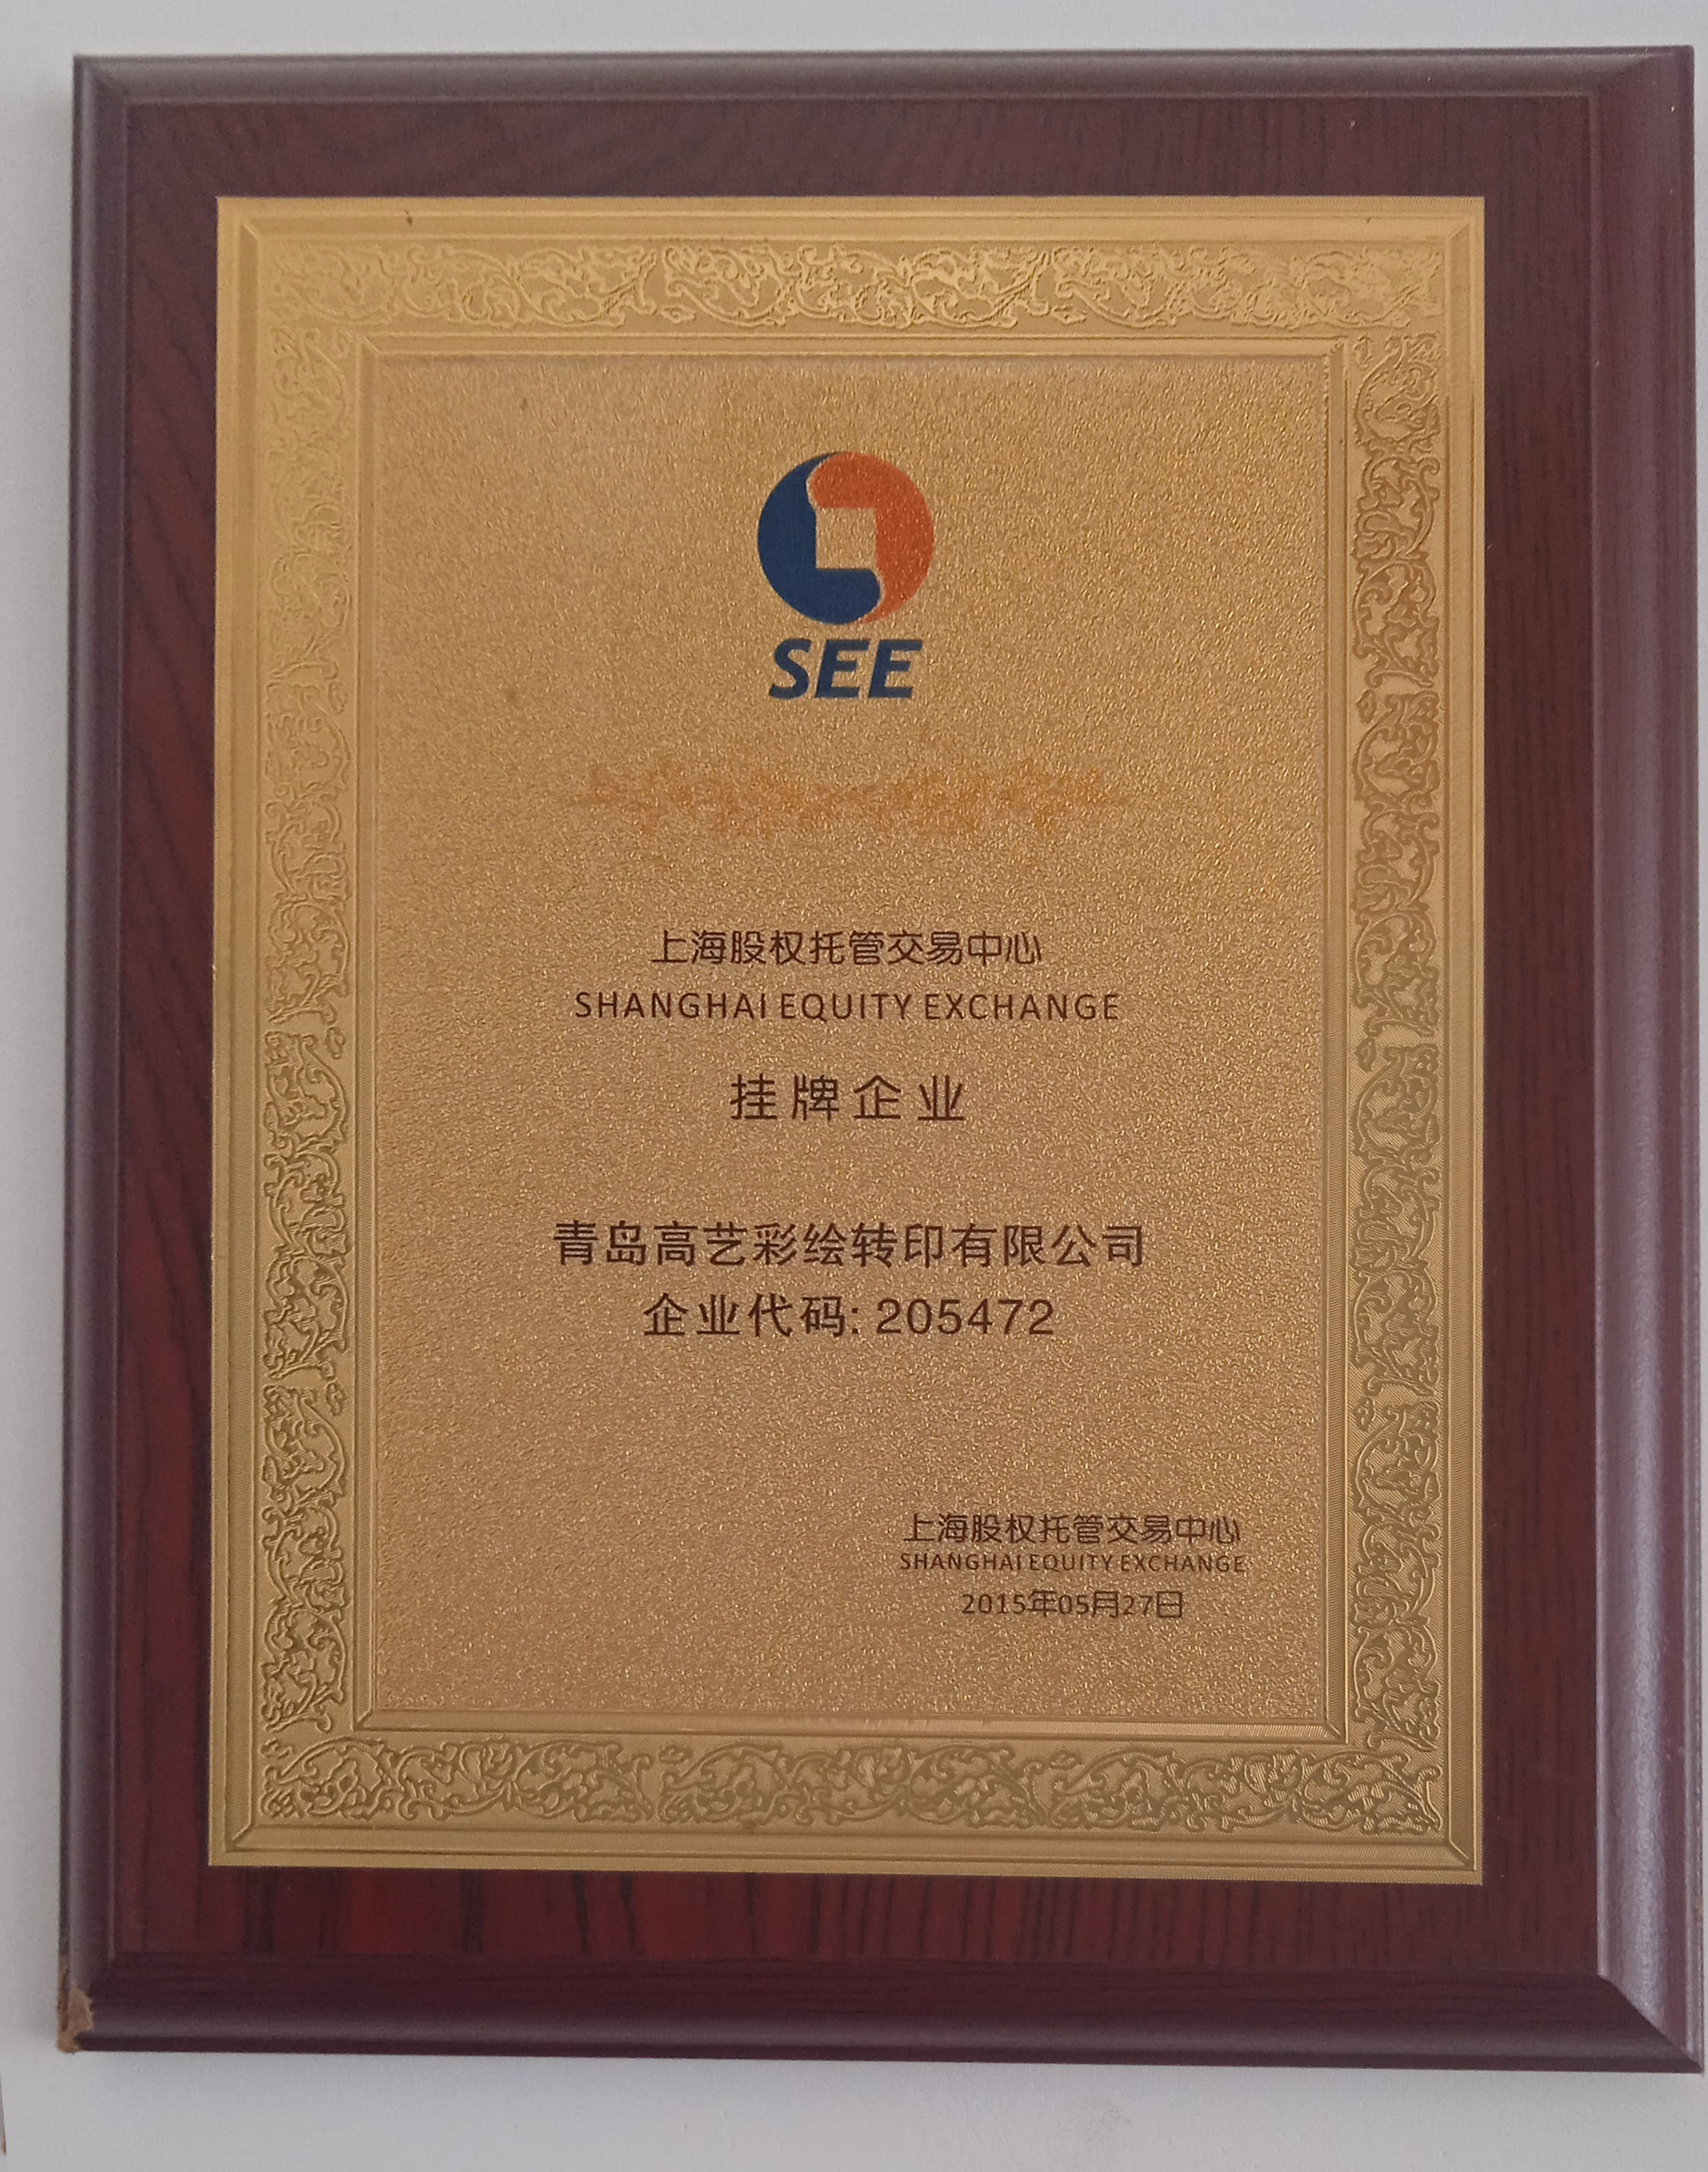 SEE
上海股权托管交易中心
SHANGHAI EQUITY EXCHANGE
挂牌企业
青岛高艺彩绘转印有限公司
企业代码: 205472
上海股权托管交易中心
SHANGHAI EQUITY EXCHANGE
2015年05月27日